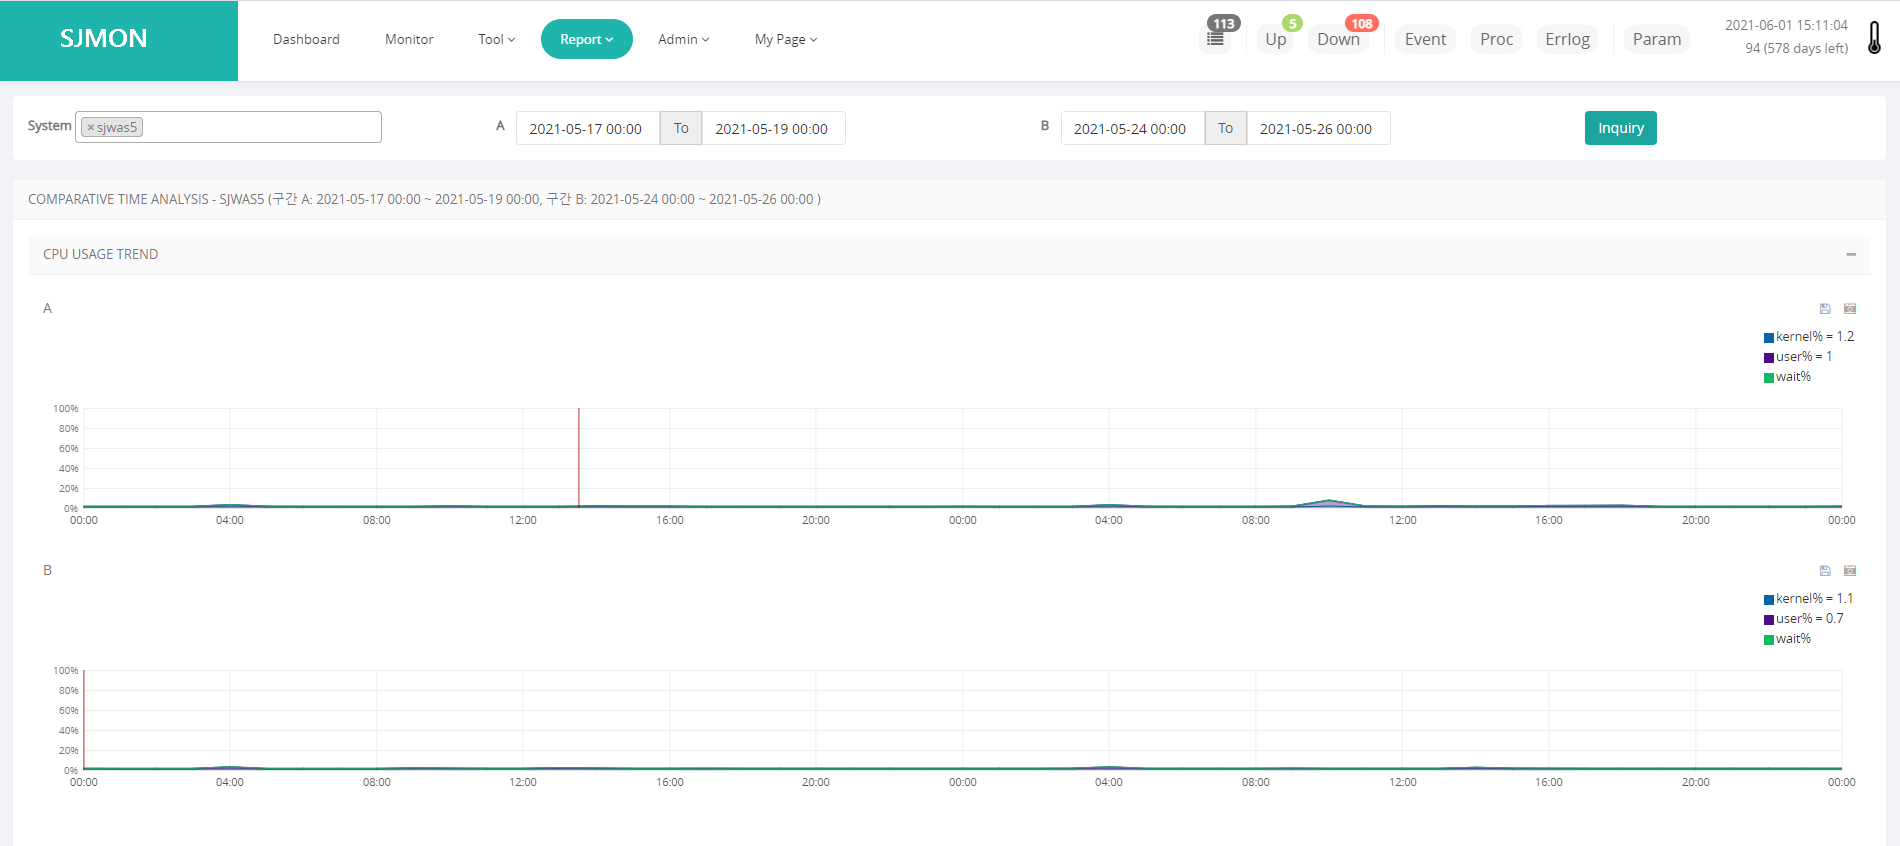 SJMON
Dashboard Monitor Tool Report Admin My Page
113 Up 5 Down 108 Event Proc Errlog Param
2021-06-01 15:11:04
94 (578 days left)
System ×sjwas5 A 2021-05-17 00:00 To 2021-05-19 00:00 B 2021-05-24 00:00 To 2021-05-26 00:00 Inquiry
COMPARATIVE TIME ANALYSIS - SJWAS5 (구간 A: 2021-05-17 00:00 ~ 2021-05-19 00:00, 구간 B: 2021-05-24 00:00 ~ 2021-05-26 00:00 )
CPU USAGE TREND
A
kernel% = 1.2
user% = 1
wait%
100%
80%
60%
40%
20%
0%
00:00 04:00 08:00 12:00 16:00 20:00 00:00 04:00 08:00 12:00 16:00 20:00 00:00
B
kernel% = 1.1
user% = 0.7
wait%
100%
80%
60%
40%
20%
0%
00:00 04:00 08:00 12:00 16:00 20:00 00:00 04:00 08:00 12:00 16:00 20:00 00:00